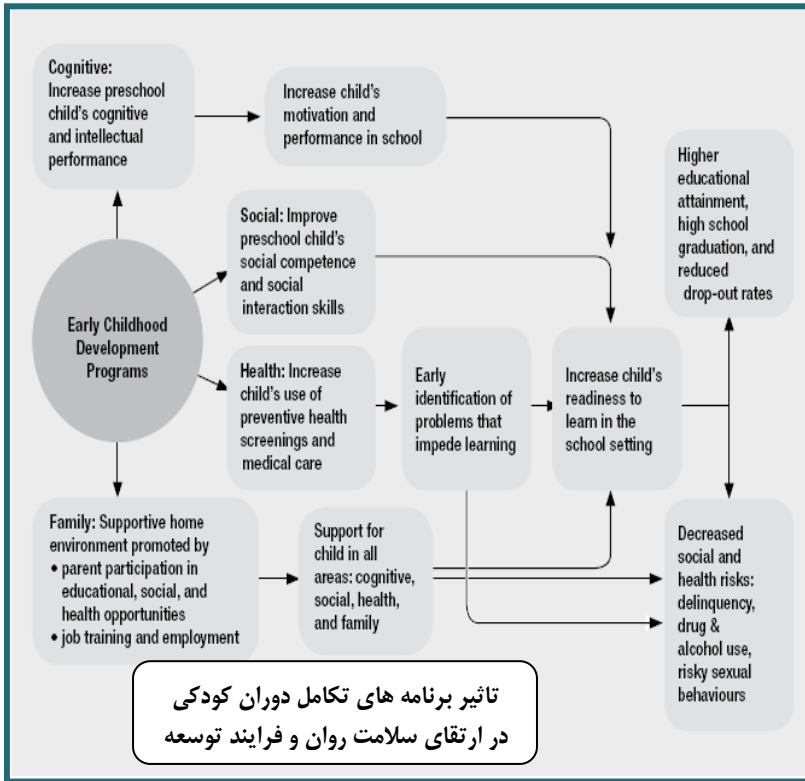 Cognitive:
Increase preschool
child's cognitive
and intellectual
performance
Increase child's
motivation and
performance in school
Higher
educational
attainment,
high school
graduation, and
reduced
drop-out rates
Social: Improve
preschool child's
social competence
and social
interaction skills
Early Childhood
Development
Programs
Health: Increase
child's use of
preventive health
screenings and
medical care
Early
identification of
problems that
impede learning
Increase child's
readiness to
learn in the
school setting
Family: Supportive home
environment promoted by
• parent participation in
educational, social, and
health opportunities
• job training and employment
Support for
child in all
areas: cognitive,
social, health,
and family
Decreased
social and
health risks:
delinquency,
drug &
alcohol use,
risky sexual
behaviours
تاثیر برنامه های تکامل دوران کودکی
در ارتقای سلامت روان و فرایند توسعه